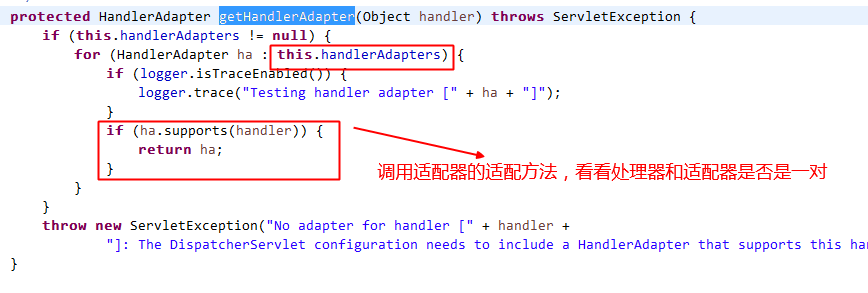 protected HandlerAdapter getHandlerAdapter(Object handler) throws ServletException {
if (this.handlerAdapters != null) {
for (HandlerAdapter ha : this.handlerAdapters) {
if (logger.isTraceEnabled()) {
logger.trace("Testing handler adapter [" + ha + "]");
}
if (ha.supports(handler)) {
return ha;
}
调用适配器的适配方法，看看处理器和适配器是否是一对
}
}
throw new ServletException("No adapter for handler [" + handler +
"]: The DispatcherServlet configuration needs to include a HandlerAdapter that supports this ha
}